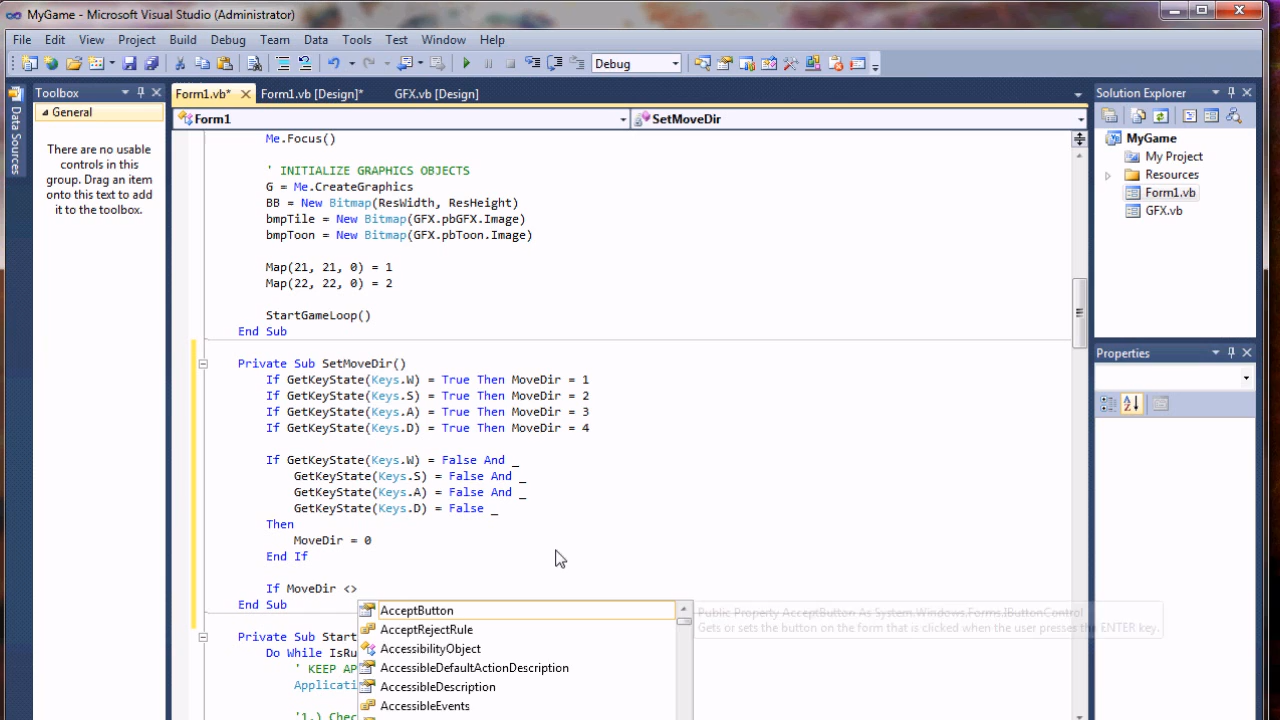 MyGame - Microsoft Visual Studio (Administrator)
File Edit View Project Build Debug Team Data Tools Test Window Help
Debug
Toolbox
General
There are no usable
controls in this
group. Drag an item
onto this text to add
it to the toolbox.
Data Sources
Form1.vb* Form1.vb [Design]* GFX.vb [Design]
Form1 SetMoveDir
Me.Focus()
' INITIALIZE GRAPHICS OBJECTS
G = Me.CreateGraphics
BB = New Bitmap(ResWidth, ResHeight)
bmpTile = New Bitmap(GFX.pbGFX.Image)
bmpToon = New Bitmap(GFX.pbToon.Image)
Map(21, 21, 0) = 1
Map(22, 22, 0) = 2
StartGameLoop()
End Sub
Private Sub SetMoveDir()
If GetKeyState(Keys.W) = True Then MoveDir = 1
If GetKeyState(Keys.S) = True Then MoveDir = 2
If GetKeyState(Keys.A) = True Then MoveDir = 3
If GetKeyState(Keys.D) = True Then MoveDir = 4
If GetKeyState(Keys.W) = False And _
GetKeyState(Keys.S) = False And _
GetKeyState(Keys.A) = False And _
GetKeyState(Keys.D) = False _
Then
MoveDir = 0
End If
If MoveDir <>
End Sub
Private Sub Start
Do While IsRu
' KEEP AP
Applicati
'1.) Chec
AcceptButton
AcceptRejectRule
AccessibilityObject
AccessibleDefaultActionDescription
AccessibleDescription
AccessibleEvents
Public Property AcceptButton As System.Windows.Forms.IButtonControl
Gets or sets the button on the form that is clicked when the user presses the ENTER key.
Solution Explorer
MyGame
My Project
Resources
Form1.vb
GFX.vb
Properties